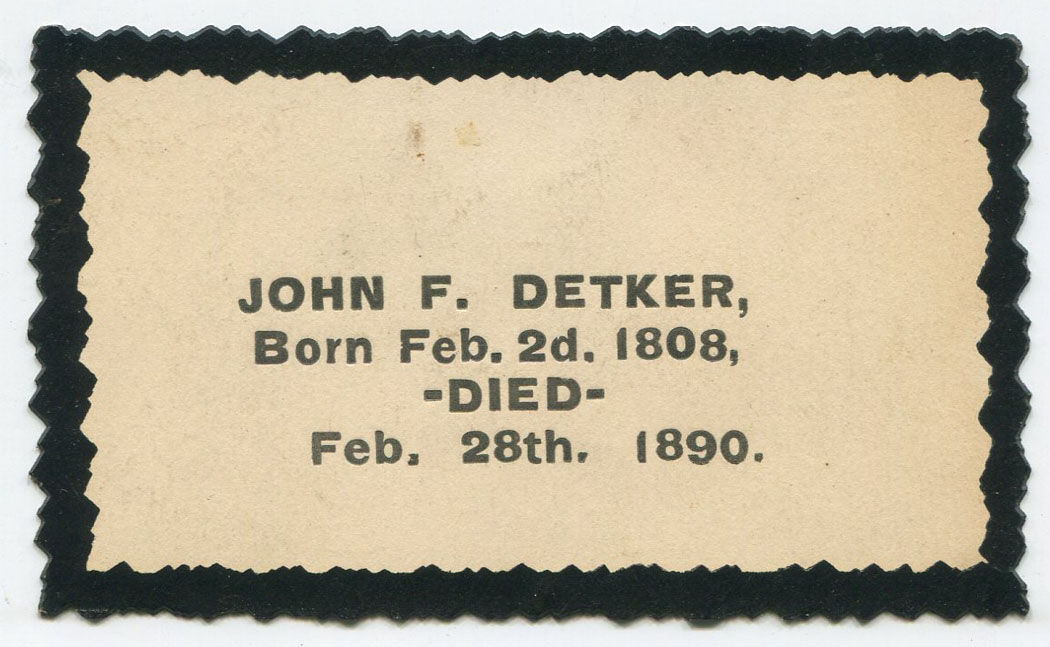 JOHN F. DETKER,
Born Feb. 2d. 1808,
-DIED-
Feb. 28th. 1890.